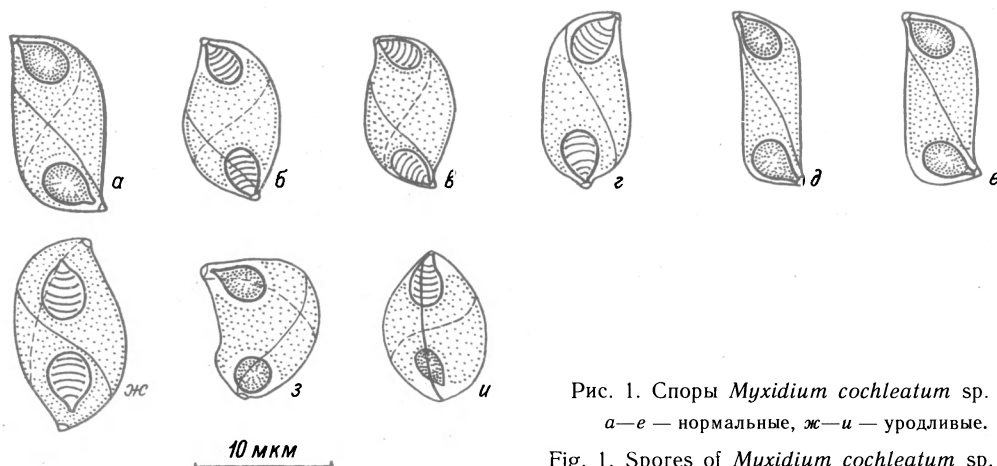 а б в г д е
ж з и
10 мкм
Рис. 1. Споры Myxidium cochleatum sp.
а—е — нормальные, ж—и — уродливые.
Fig. 1. Spores of Myxidium cochleatum sp.